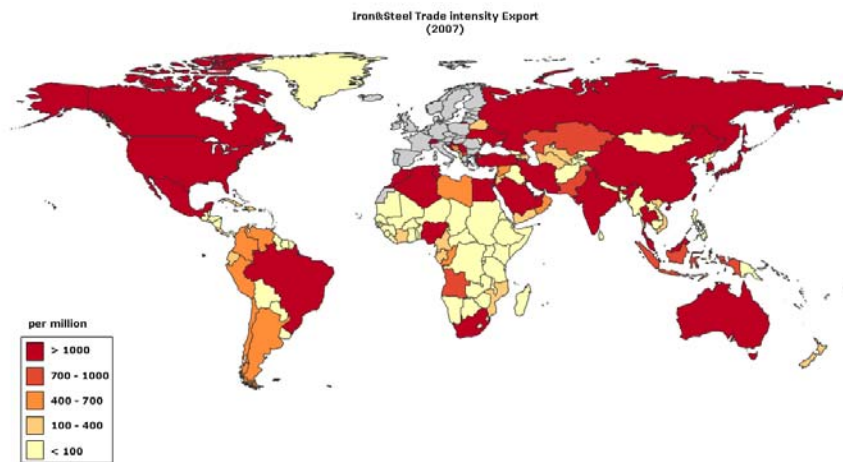 Iron&Steel Trade intensity Export
(2007)
per million
> 1000
700 - 1000
400 - 700
100 - 400
< 100